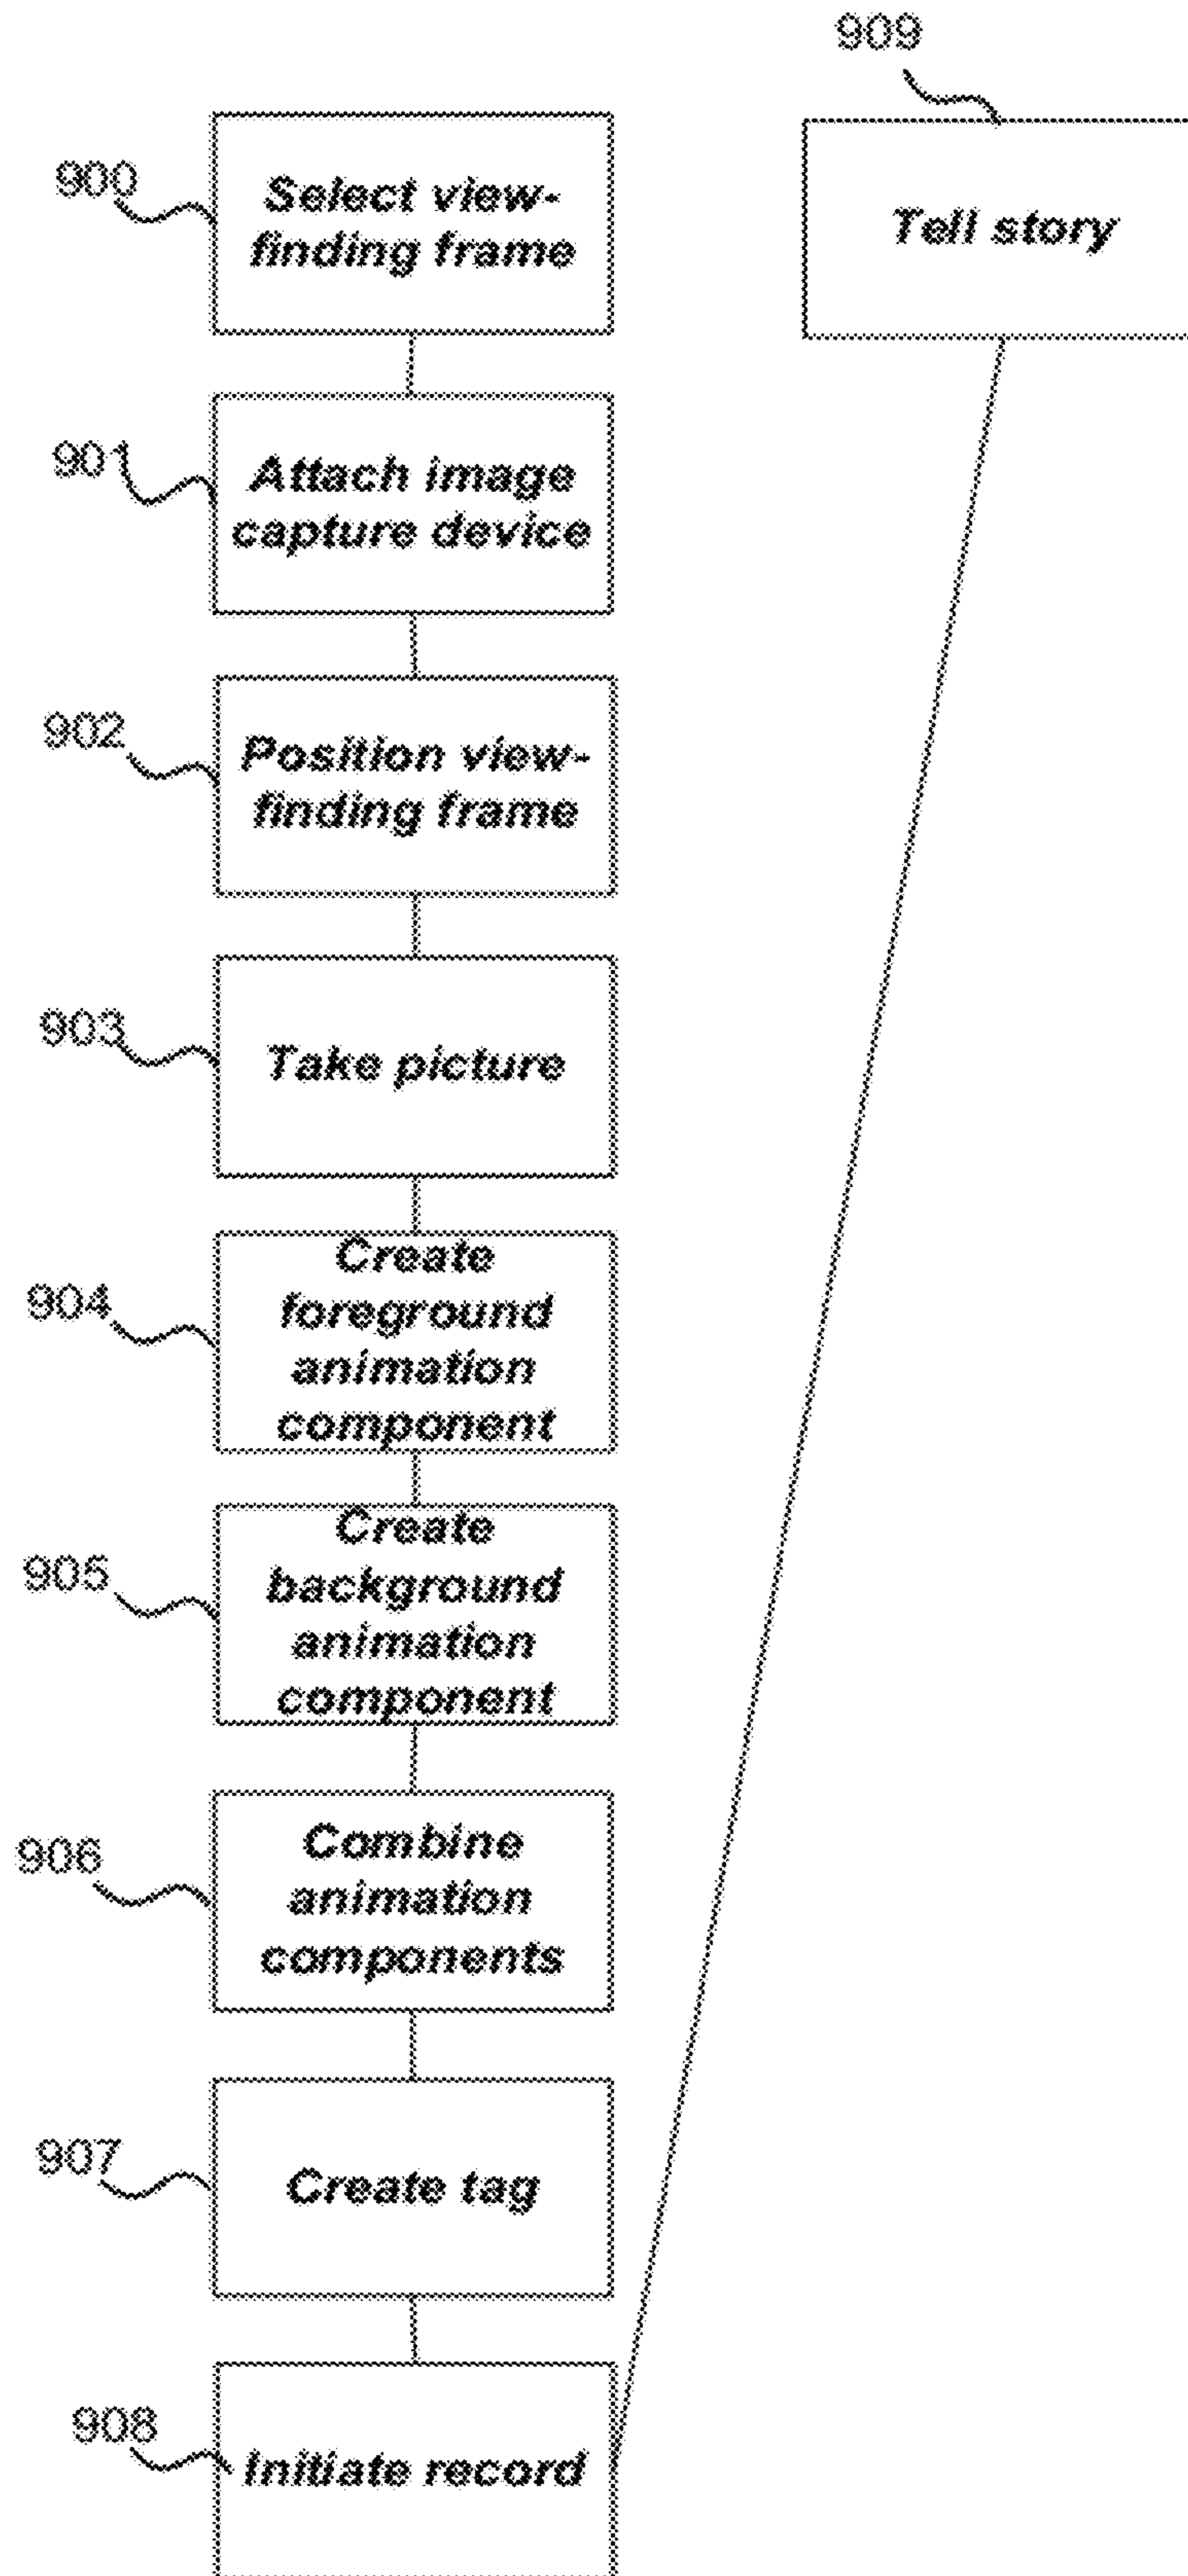 900
Select view-
finding frame
901
Attach image
capture device
902
Position view-
finding frame
903
Take picture
904
Create
foreground
animation
component
905
Create
background
animation
component
906
Combine
animation
components
907
Create tag
908
Initiate record
909
Tell story